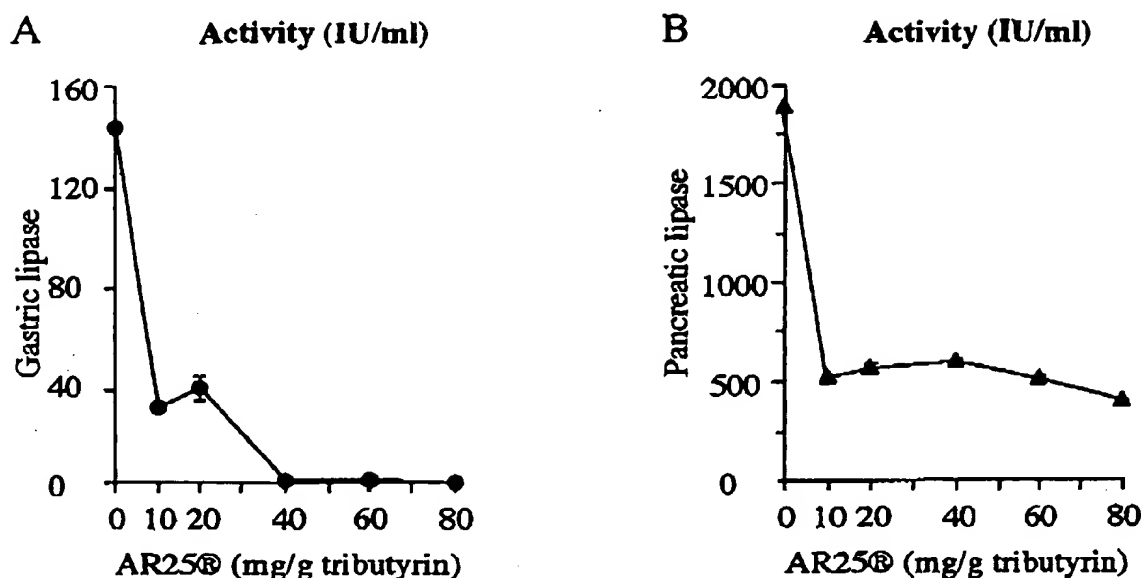 A Activity (IU/ml)
Gastric lipase
160
120
80
40
0
0 10 20 40 60 80
AR25® (mg/g tributyrin)
B Activity (IU/ml)
Pancreatic lipase
2000
1500
1000
500
0
0 10 20 40 60 80
AR25® (mg/g tributyrin)